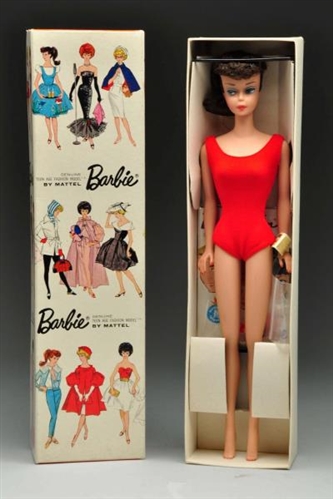 GENUINE
TEEN AGE FASHION MODEL
BY MATTEL
Barbie®
Barbie®
GENUINE
TEEN AGE FASHION MODEL
BY MATTEL